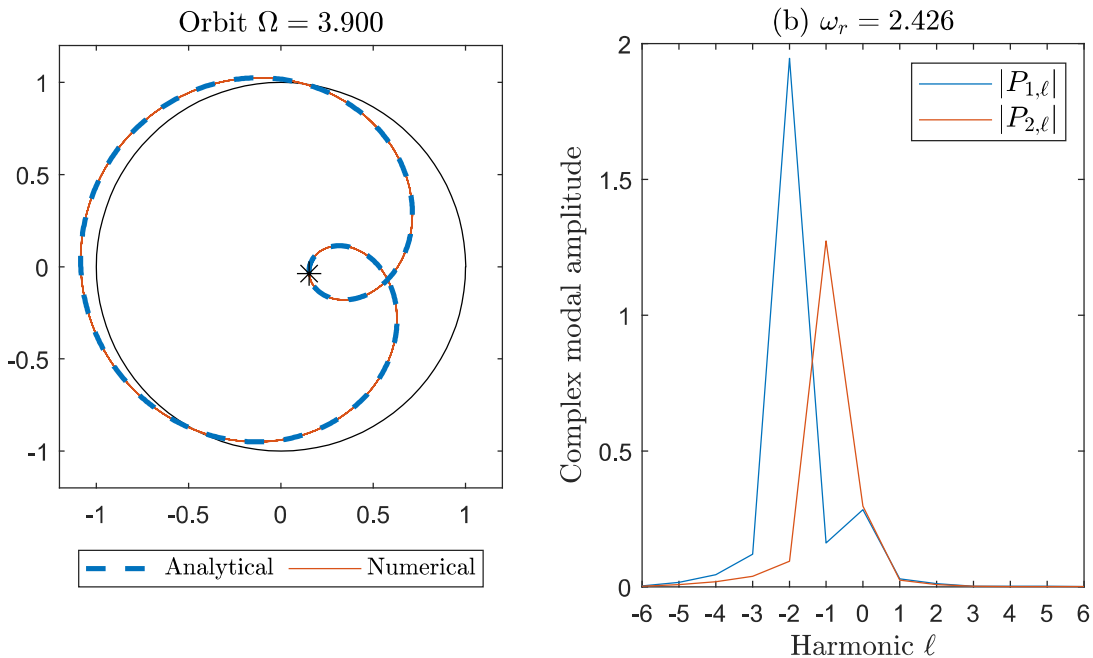 Orbit Ω = 3.900
1
0.5
0
-0.5
-1
-1 -0.5 0 0.5 1
Analytical Numerical
(b) ω_r = 2.426
|P_{1,ℓ}|
|P_{2,ℓ}|
Complex modal amplitude
2
1.5
1
0.5
0
-6 -5 -4 -3 -2 -1 0 1 2 3 4 5 6
Harmonic ℓ